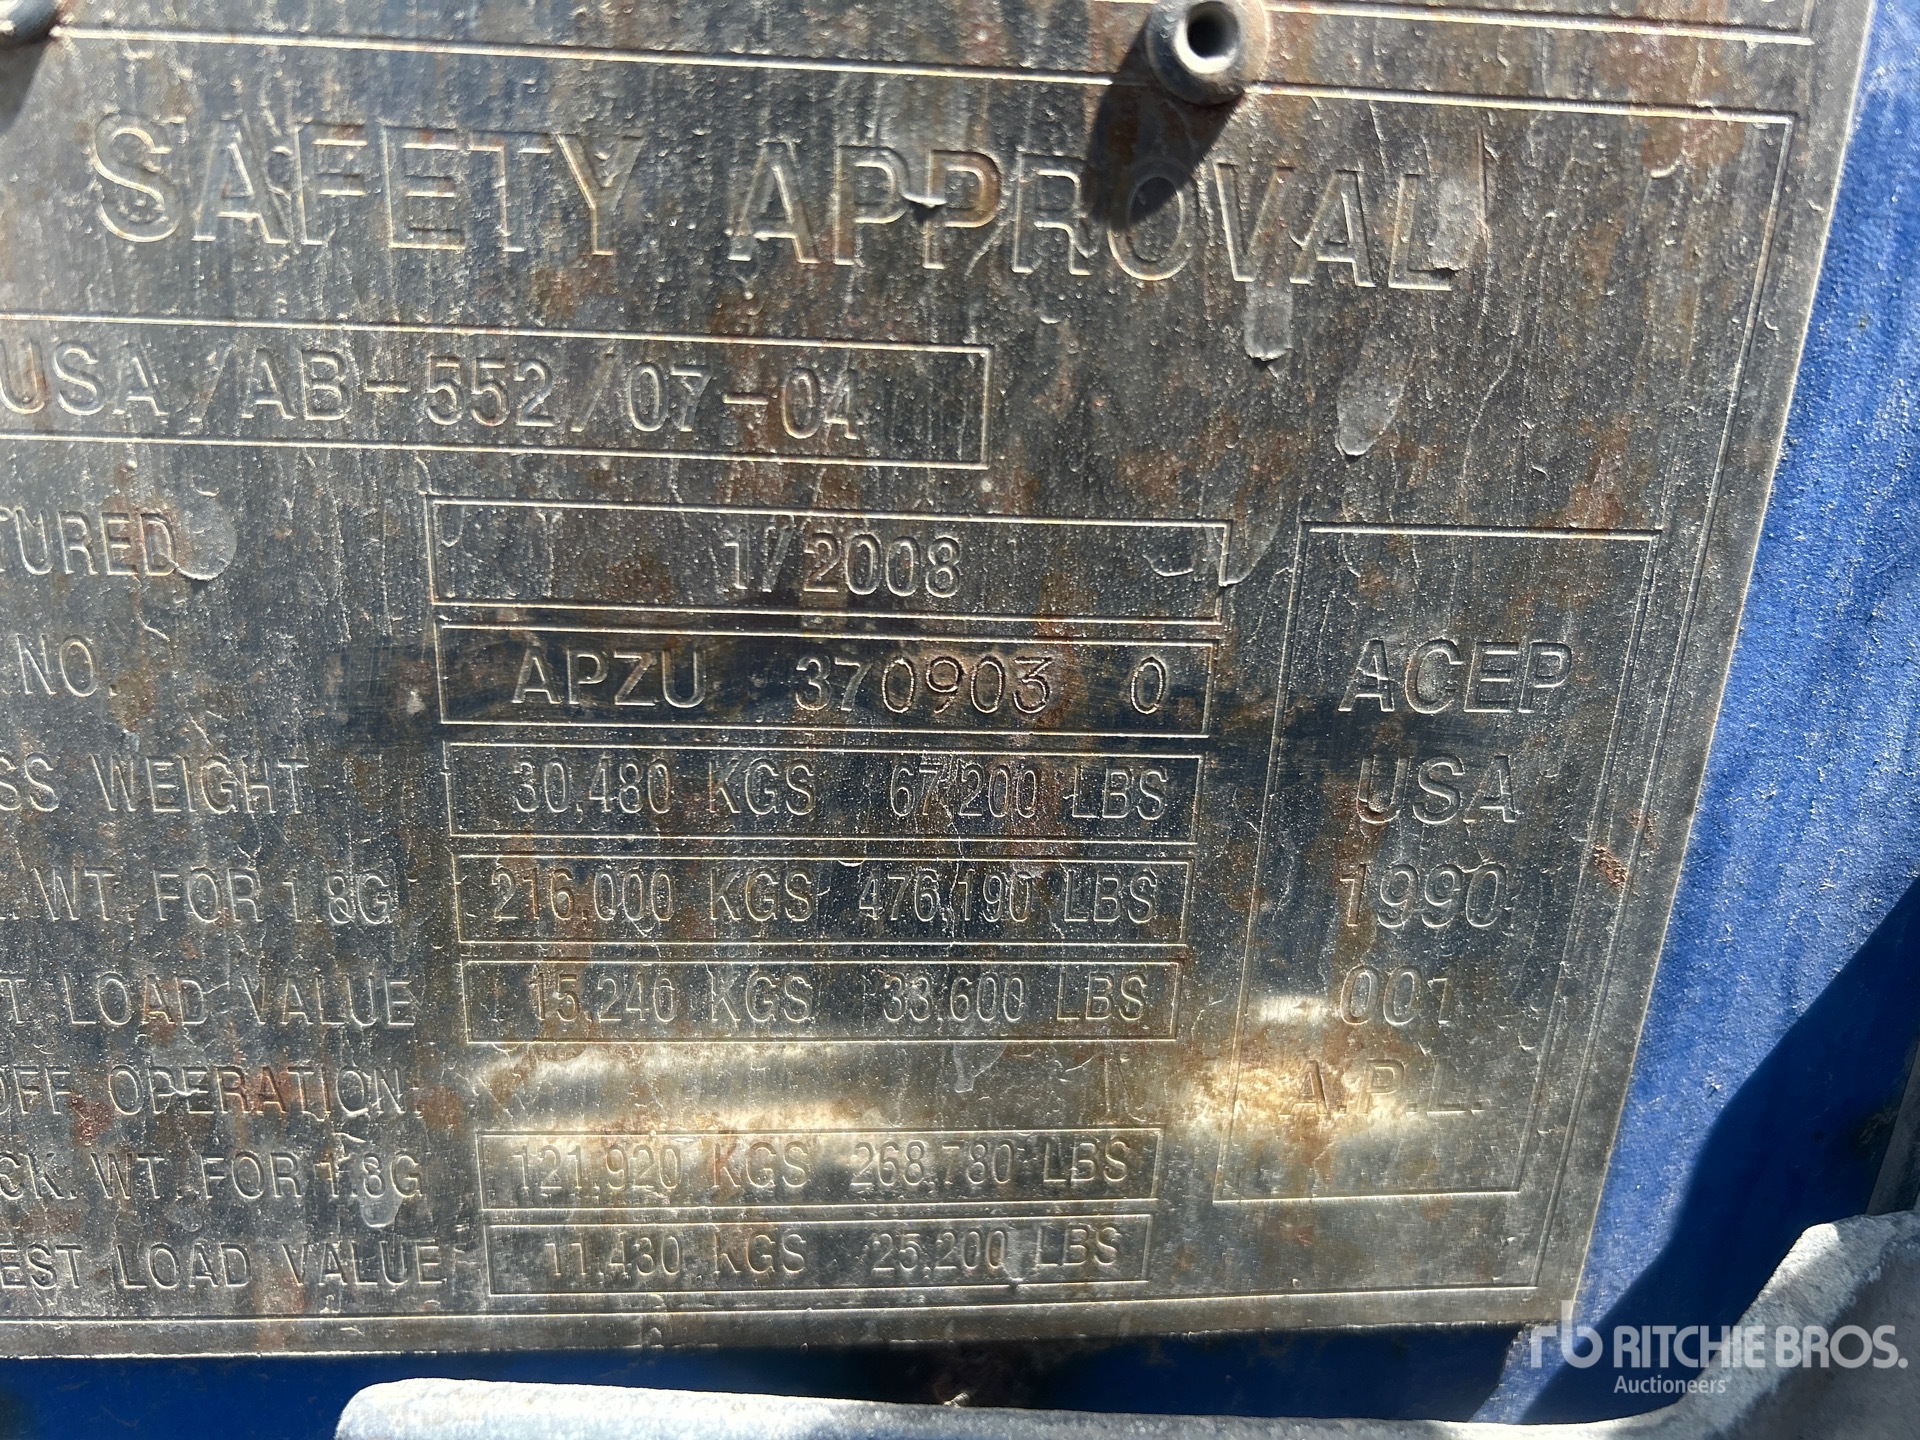 SAFETY APPROVAL
USA/AB-552/07-04
TURED 1/2008
NO. APZU 370903 0
SS WEIGHT 30,480 KGS 67,200 LBS
. WT. FOR 1.8G 216,000 KGS 476,190 LBS
T LOAD VALUE 15,240 KGS 33,600 LBS
OFF OPERATION
CK. WT. FOR 1.8G 121,920 KGS 268,780 LBS
EST LOAD VALUE 11,430 KGS 25,200 LBS
ACEP
USA
1990
001
A.P.L.
rb RITCHIE BROS.
Auctioneers